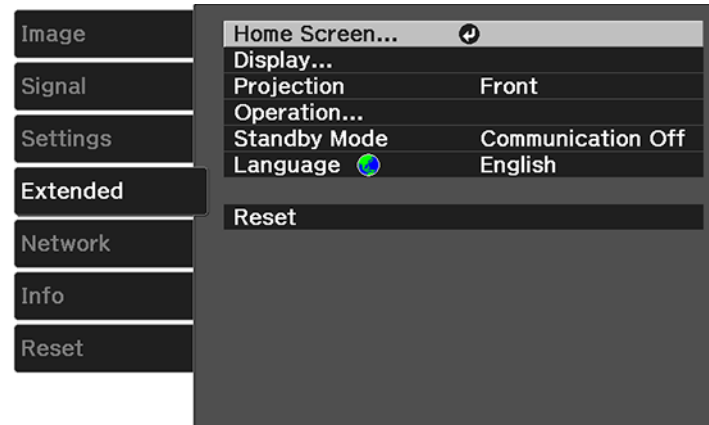 Image
Signal
Settings
Extended
Network
Info
Reset
Home Screen...
Display...
Projection Front
Operation...
Standby Mode Communication Off
Language English
Reset